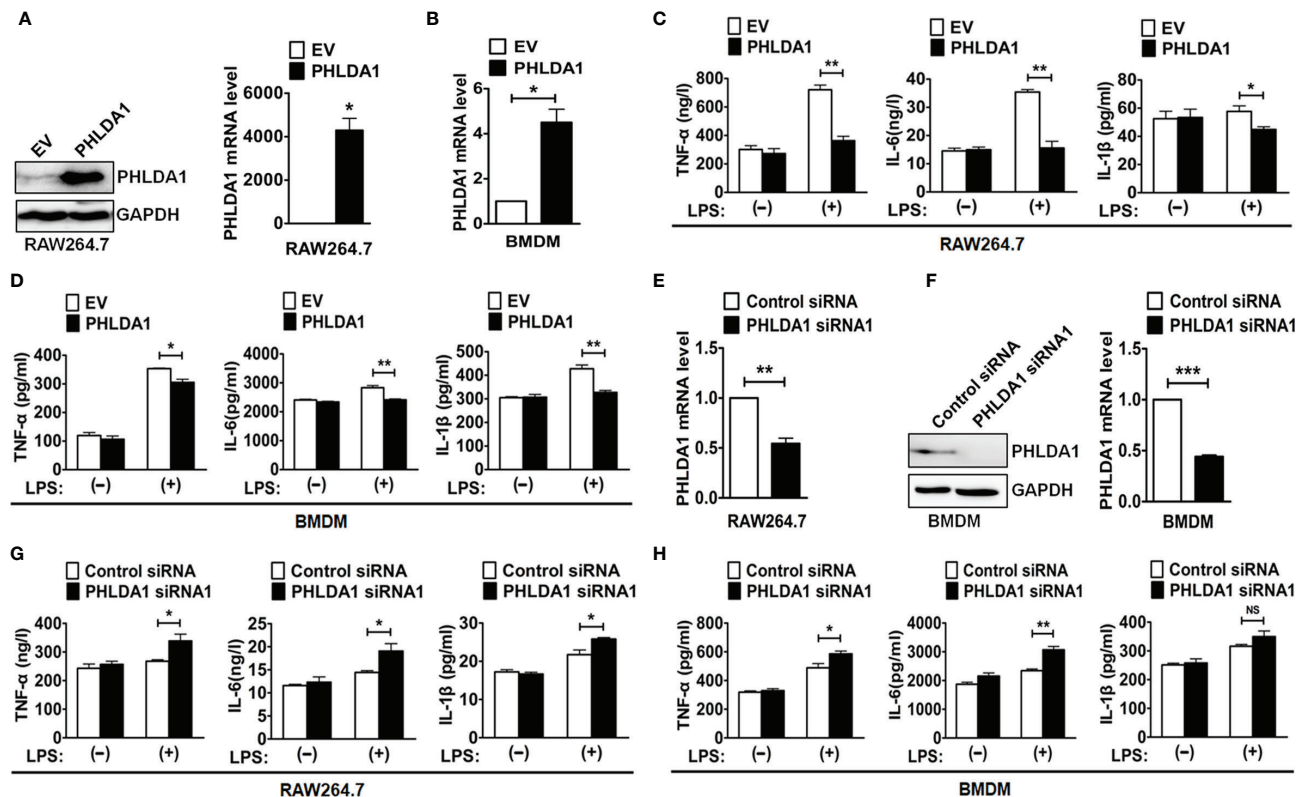 A
EV
PHLDA1
PHLDA1
GAPDH
RAW264.7
EV
PHLDA1
PHLDA1 mRNA level
6000
4000
2000
0
*
RAW264.7
B
EV
PHLDA1
PHLDA1 mRNA level
6
4
2
0
*
BMDM
C
EV
PHLDA1
TNF-α (ng/l)
800
600
400
200
0
**
LPS: (−) (+)
EV
PHLDA1
IL-6(ng/l)
40
30
20
10
0
**
(−) (+)
EV
PHLDA1
IL-1β (pg/ml)
80
60
40
20
0
*
(−) (+)
RAW264.7
D
EV
PHLDA1
TNF-α (pg/ml)
400
300
200
100
0
*
LPS: (−) (+)
EV
PHLDA1
IL-6(pg/ml)
4000
3000
2000
1000
0
**
LPS: (−) (+)
EV
PHLDA1
IL-1β (pg/ml)
500
400
300
200
100
0
**
LPS: (−) (+)
BMDM
E
Control siRNA
PHLDA1 siRNA1
PHLDA1 mRNA level
1.5
1.0
0.5
0.0
**
RAW264.7
F
Control siRNA
PHLDA1 siRNA1
PHLDA1
GAPDH
BMDM
Control siRNA
PHLDA1 siRNA1
PHLDA1 mRNA level
1.5
1.0
0.5
0.0
***
BMDM
G
Control siRNA
PHLDA1 siRNA1
TNF-α (ng/l)
400
300
200
100
0
*
LPS: (−) (+)
Control siRNA
PHLDA1 siRNA1
IL-6(ng/l)
25
20
15
10
5
0
*
LPS: (−) (+)
Control siRNA
PHLDA1 siRNA1
IL-1β (pg/ml)
30
20
10
0
*
LPS: (−) (+)
RAW264.7
H
Control siRNA
PHLDA1 siRNA1
TNF-α (pg/ml)
800
600
400
200
0
*
LPS: (−) (+)
Control siRNA
PHLDA1 siRNA1
IL-6(pg/ml)
4000
3000
2000
1000
0
**
LPS: (−) (+)
Control siRNA
PHLDA1 siRNA1
IL-1β (pg/ml)
400
300
200
100
0
NS
LPS: (−) (+)
BMDM